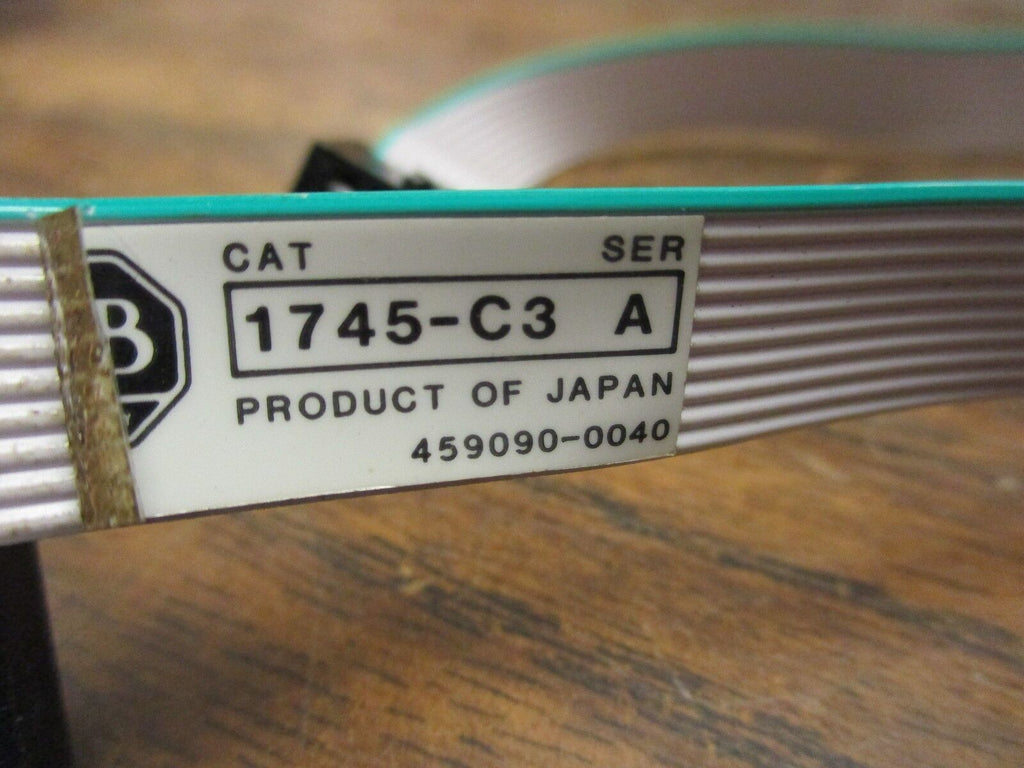 B
CAT SER
1745-C3 A
PRODUCT OF JAPAN
459090-0040